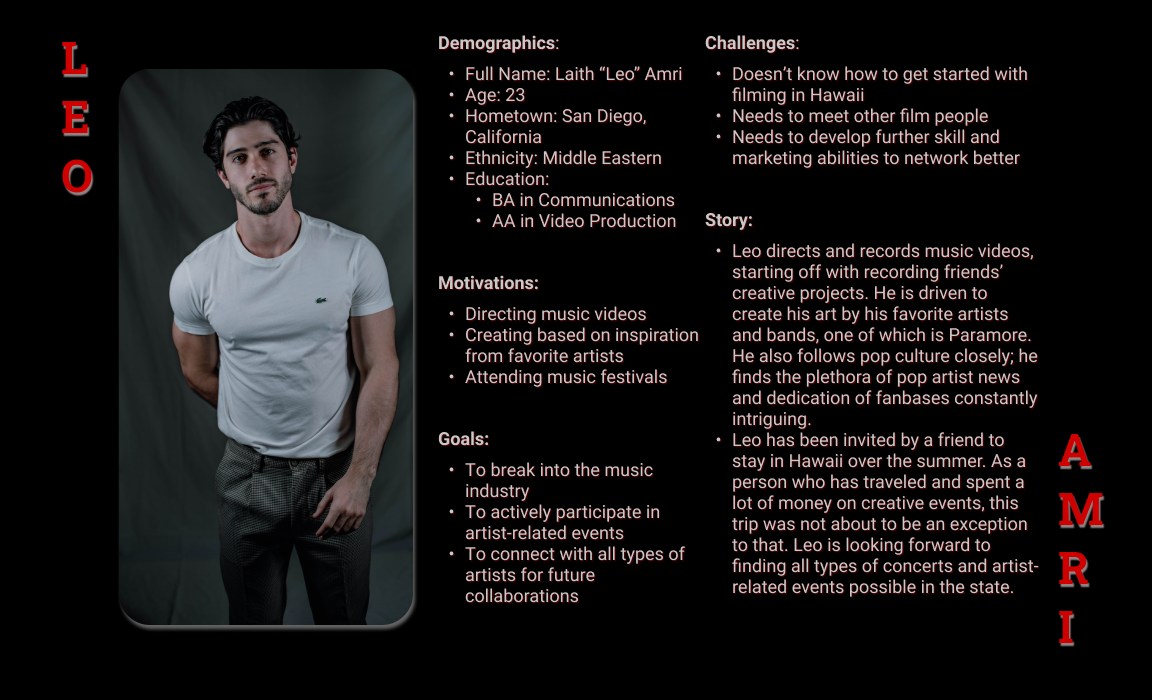 LEO
Demographics:
• Full Name: Laith “Leo” Amri
• Age: 23
• Hometown: San Diego,
California
• Ethnicity: Middle Eastern
• Education:
• BA in Communications
• AA in Video Production
Motivations:
• Directing music videos
• Creating based on inspiration
from favorite artists
• Attending music festivals
Goals:
• To break into the music
industry
• To actively participate in
artist-related events
• To connect with all types of
artists for future
collaborations
Challenges:
• Doesn’t know how to get started with
filming in Hawaii
• Needs to meet other film people
• Needs to develop further skill and
marketing abilities to network better
Story:
• Leo directs and records music videos,
starting off with recording friends’
creative projects. He is driven to
create his art by his favorite artists
and bands, one of which is Paramore.
He also follows pop culture closely; he
finds the plethora of pop artist news
and dedication of fanbases constantly
intriguing.
• Leo has been invited by a friend to
stay in Hawaii over the summer. As a
person who has traveled and spent a
lot of money on creative events, this
trip was not about to be an exception
to that. Leo is looking forward to
finding all types of concerts and artist-
related events possible in the state.
AMRI